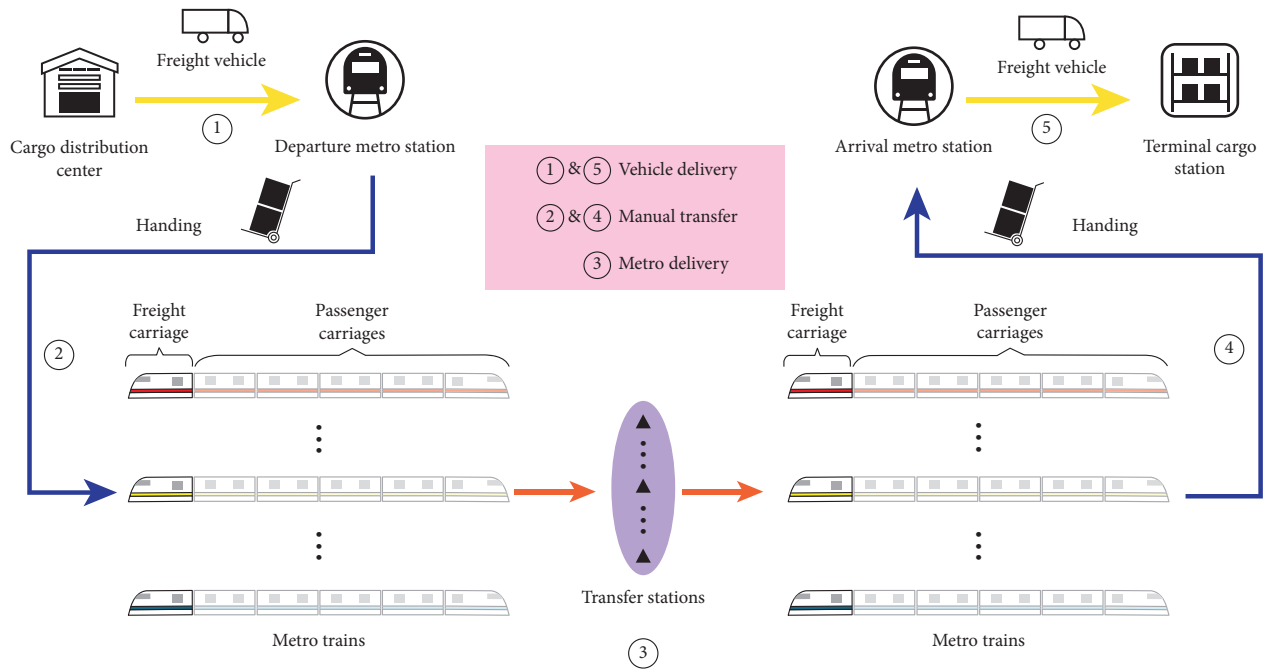 Freight vehicle
1
Cargo distribution
center
Departure metro station
Freight vehicle
5
Arrival metro station
Terminal cargo
station
1 & 5 Vehicle delivery
2 & 4 Manual transfer
3 Metro delivery
Handing
Handing
2
Freight
carriage
Passenger
carriages
Freight
carriage
Passenger
carriages
4
Metro trains
Transfer stations
3
Metro trains